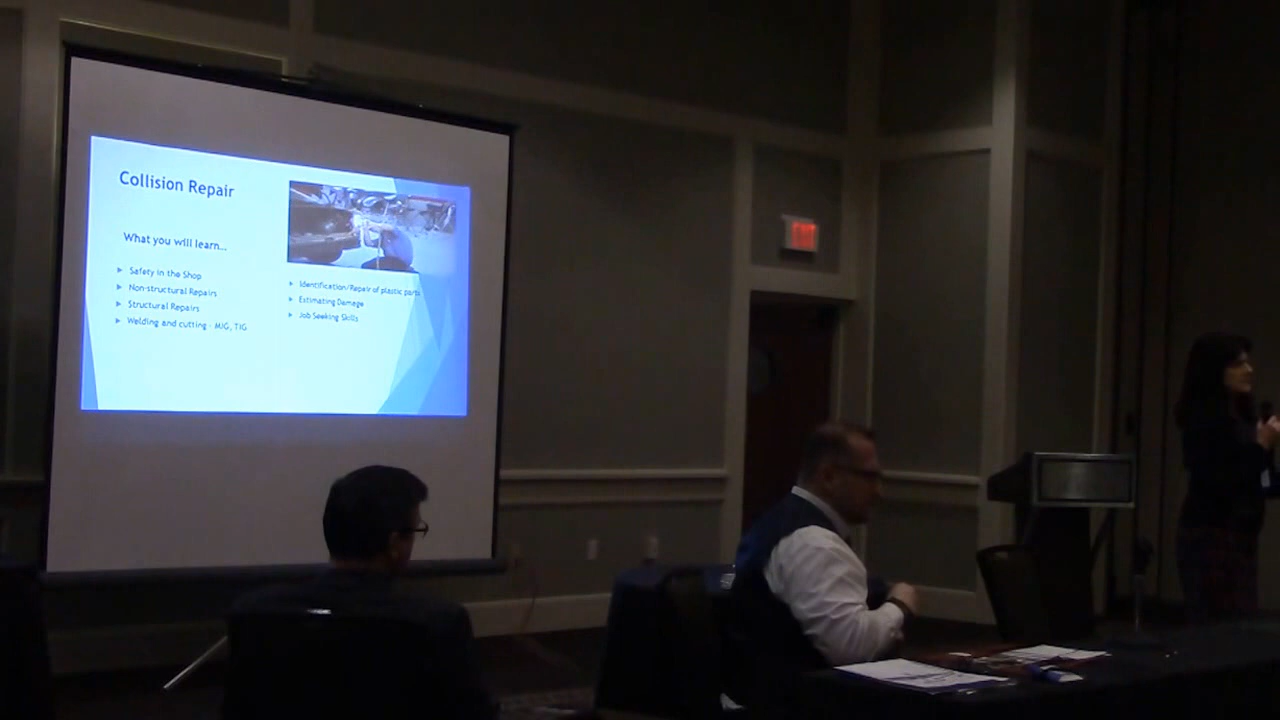 Collision Repair
What you will learn...
Safety in the Shop
Non-structural Repairs
Structural Repairs
Welding and cutting - MIG, TIG
Identification/Repair of plastic parts
Estimating Damage
Job Seeking Skills
EXIT